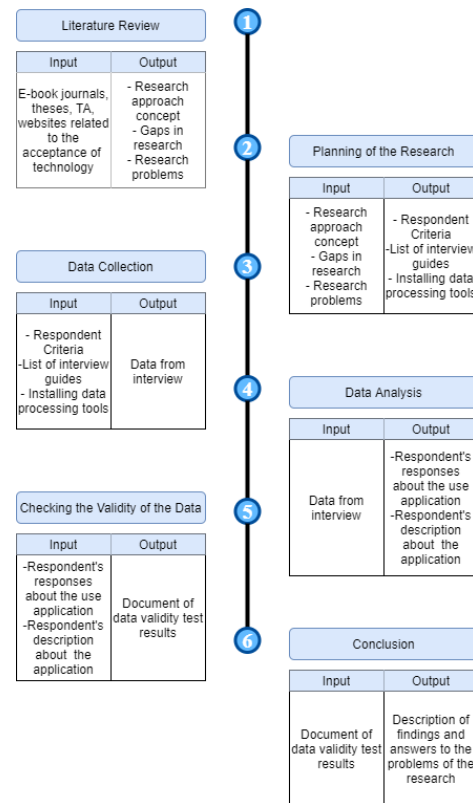 Literature Review
1
Input
Output
E-book journals,
theses, TA,
websites related
to the
acceptance of
technology
- Research
approach
concept
- Gaps in
research
- Research
problems
2
Planning of the Research
Input
Output
- Research
approach
concept
- Gaps in
research
- Research
problems
- Respondent
Criteria
-List of interview
guides
- Installing data
processing tools
3
Data Collection
Input
Output
- Respondent
Criteria
-List of interview
guides
- Installing data
processing tools
Data from
interview
4
Data Analysis
Input
Output
Data from
interview
-Respondent's
responses
about the use
application
-Respondent's
description
about the
application
5
Checking the Validity of the Data
Input
Output
-Respondent's
responses
about the use
application
-Respondent's
description
about the
application
Document of
data validity test
results
6
Conclusion
Input
Output
Document of
data validity test
results
Description of
findings and
answers to the
problems of the
research